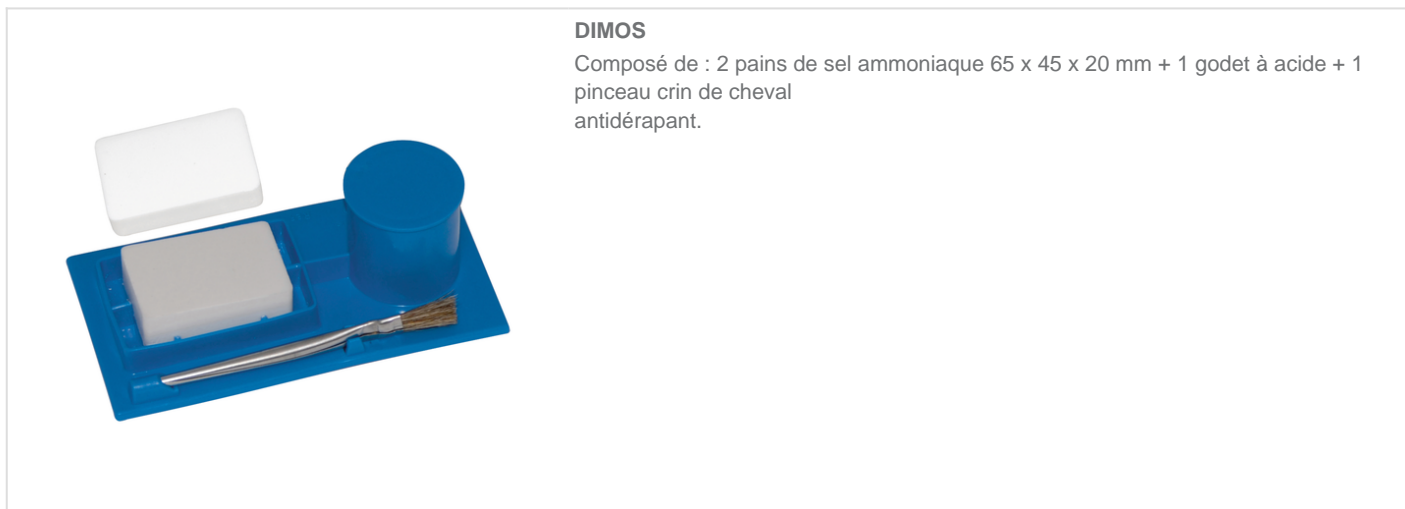 DIMOS
Composé de : 2 pains de sel ammoniaque 65 x 45 x 20 mm + 1 godet à acide + 1
pinceau crin de cheval
antidérapant.